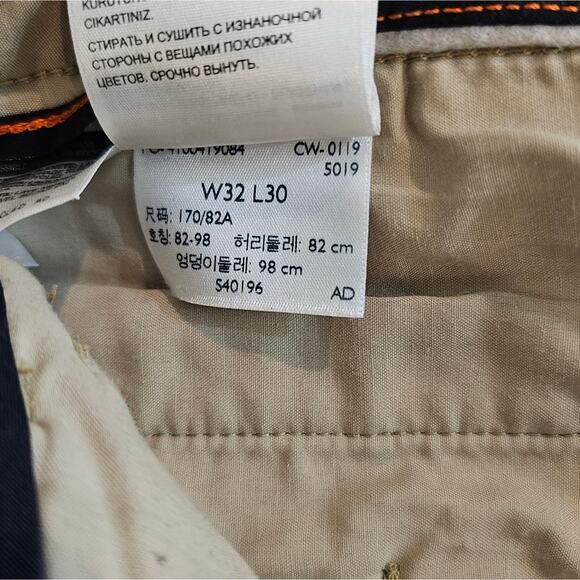 CIKARTINIZ.
СТИРАТЬ И СУШИТЬ С ИЗНАНОЧНОЙ
СТОРОНЫ С ВЕЩАМИ ПОХОЖИХ
ЦВЕТОВ. СРОЧНО ВЫНУТЬ.
PO-4100419084 CW-0119
5019
W32 L30
尺码: 170/82A
호칭: 82-98 허리둘레: 82 cm
엉덩이둘레: 98 cm
S40196 AD